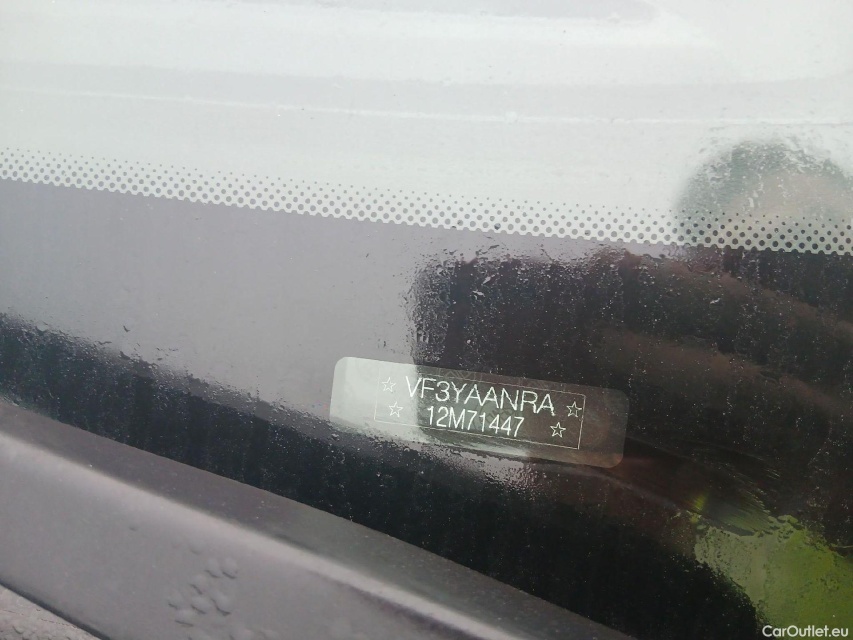 ☆ VF3YAANRA ☆
☆ 12M71447 ☆
CarOutlet.eu